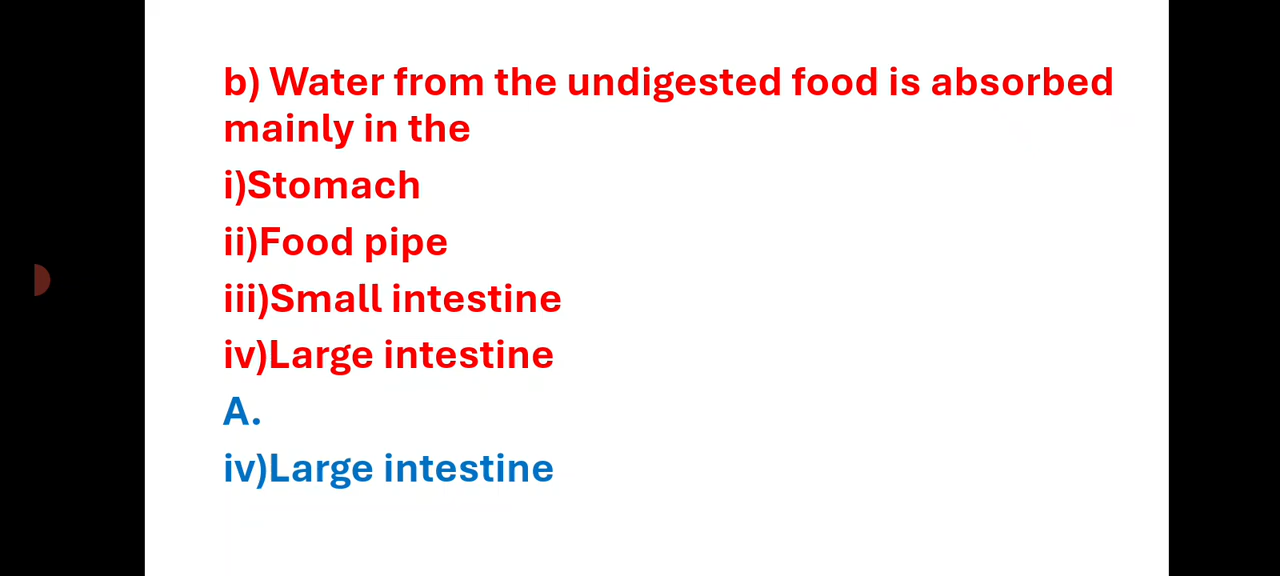 b) Water from the undigested food is absorbed
mainly in the
i)Stomach
ii)Food pipe
iii)Small intestine
iv)Large intestine
A.
iv)Large intestine